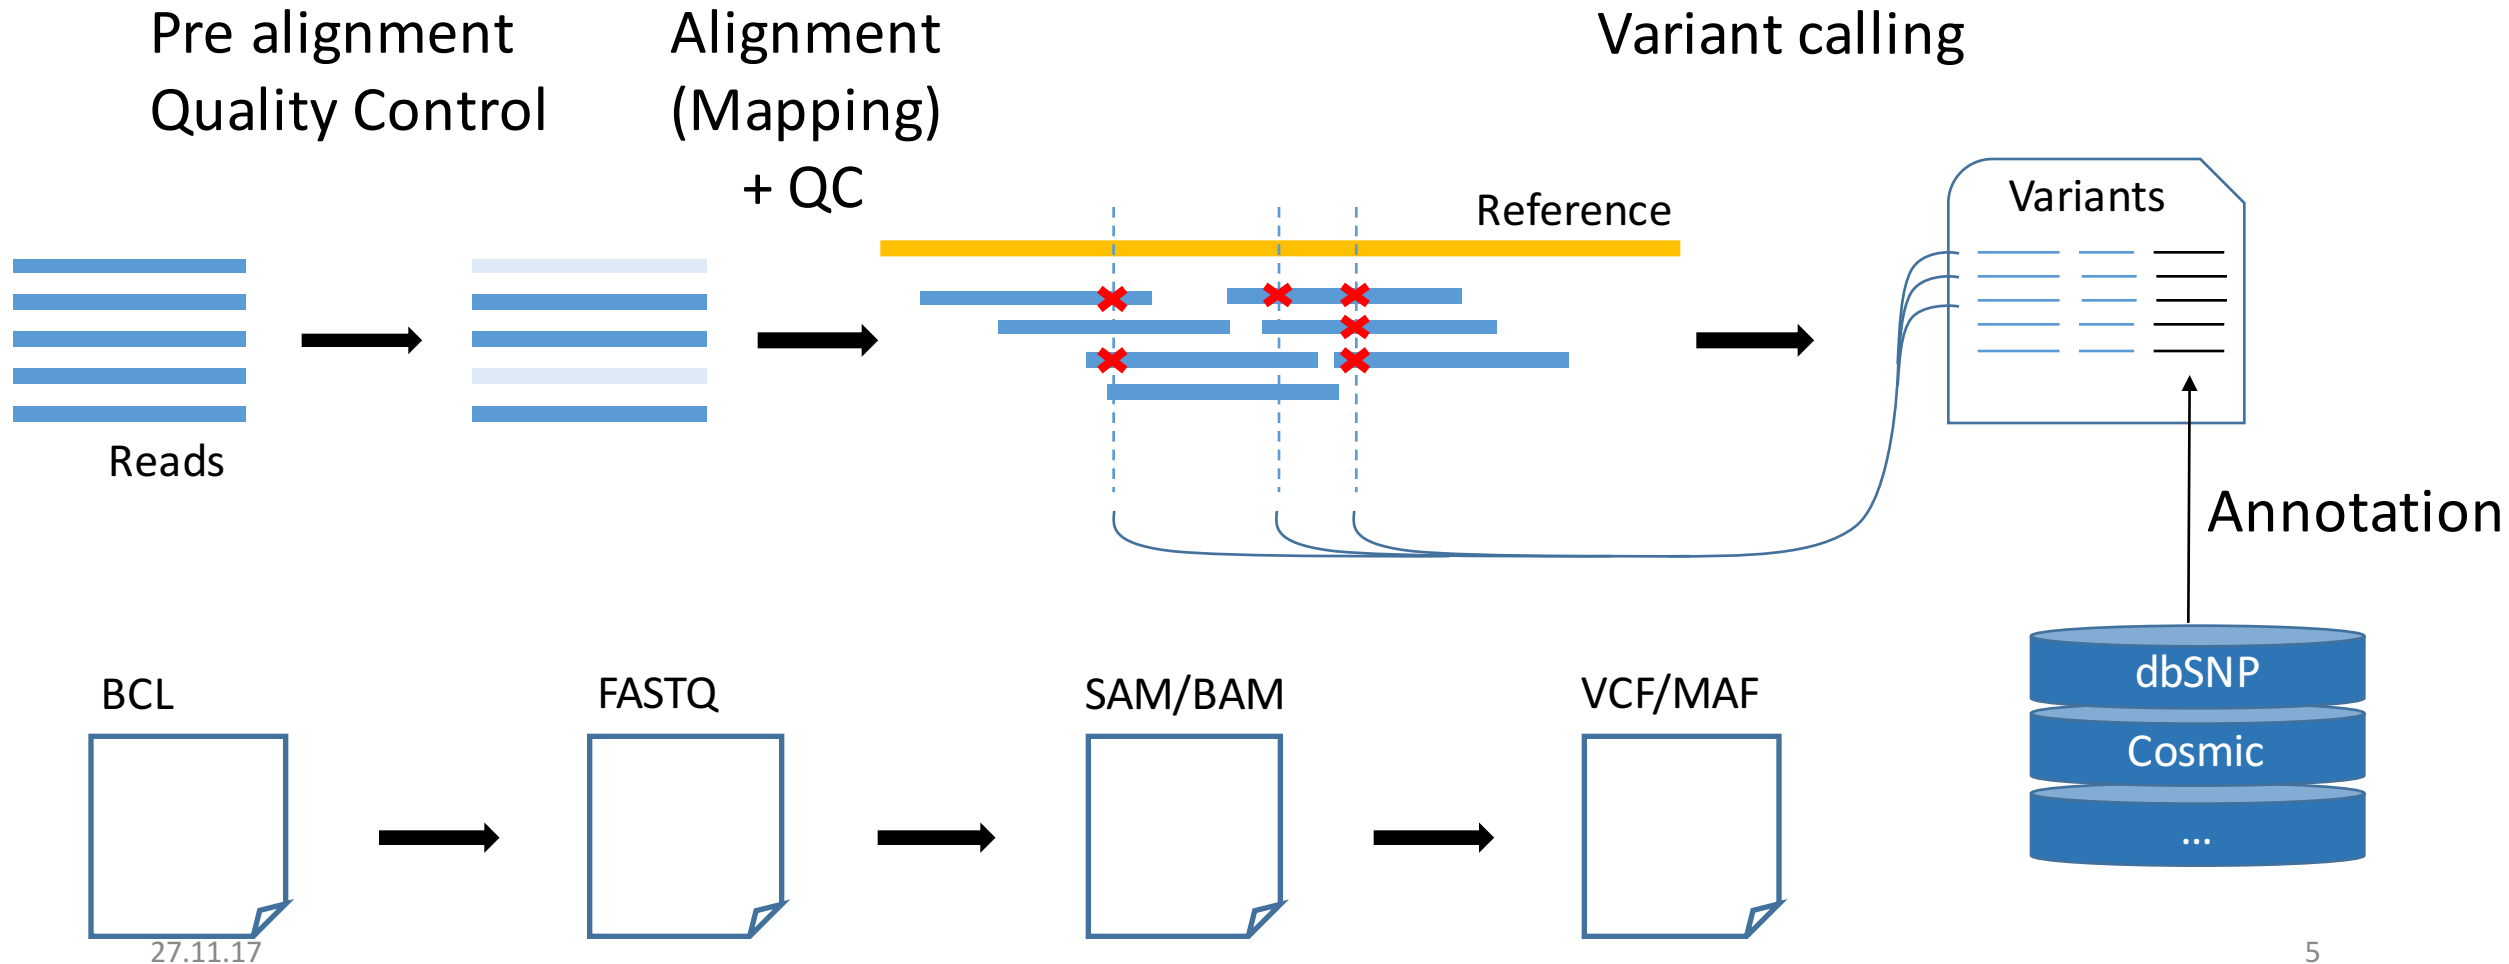 Pre alignment
Quality Control
Alignment
(Mapping)
+ QC
Variant calling
Reference
Variants
Reads
Annotation
BCL
FASTQ
SAM/BAM
VCF/MAF
dbSNP
Cosmic
...
27.11.17
5